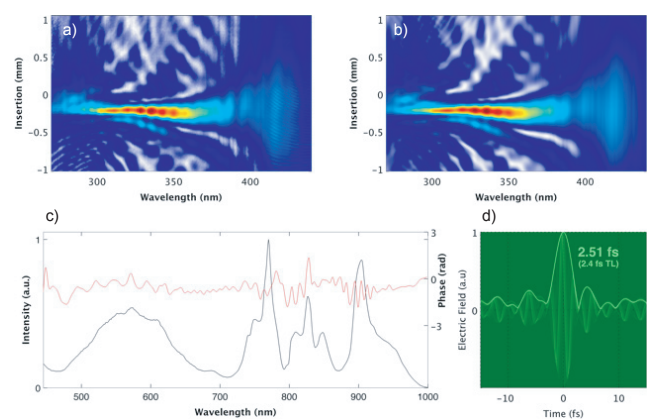 a)
b)
1
0.5
0
-0.5
-1
Insertion (mm)
300
350
400
Wavelength (nm)
1
0.5
0
-0.5
-1
Insertion (mm)
300
350
400
Wavelength (nm)
c)
1
0
Intensity (a.u.)
500
600
700
800
900
1000
Wavelength (nm)
3
0
−3
Phase (rad)
d)
2.51 fs
(2.4 fs TL)
1
0
Electric Field (a.u)
−10
0
10
Time (fs)